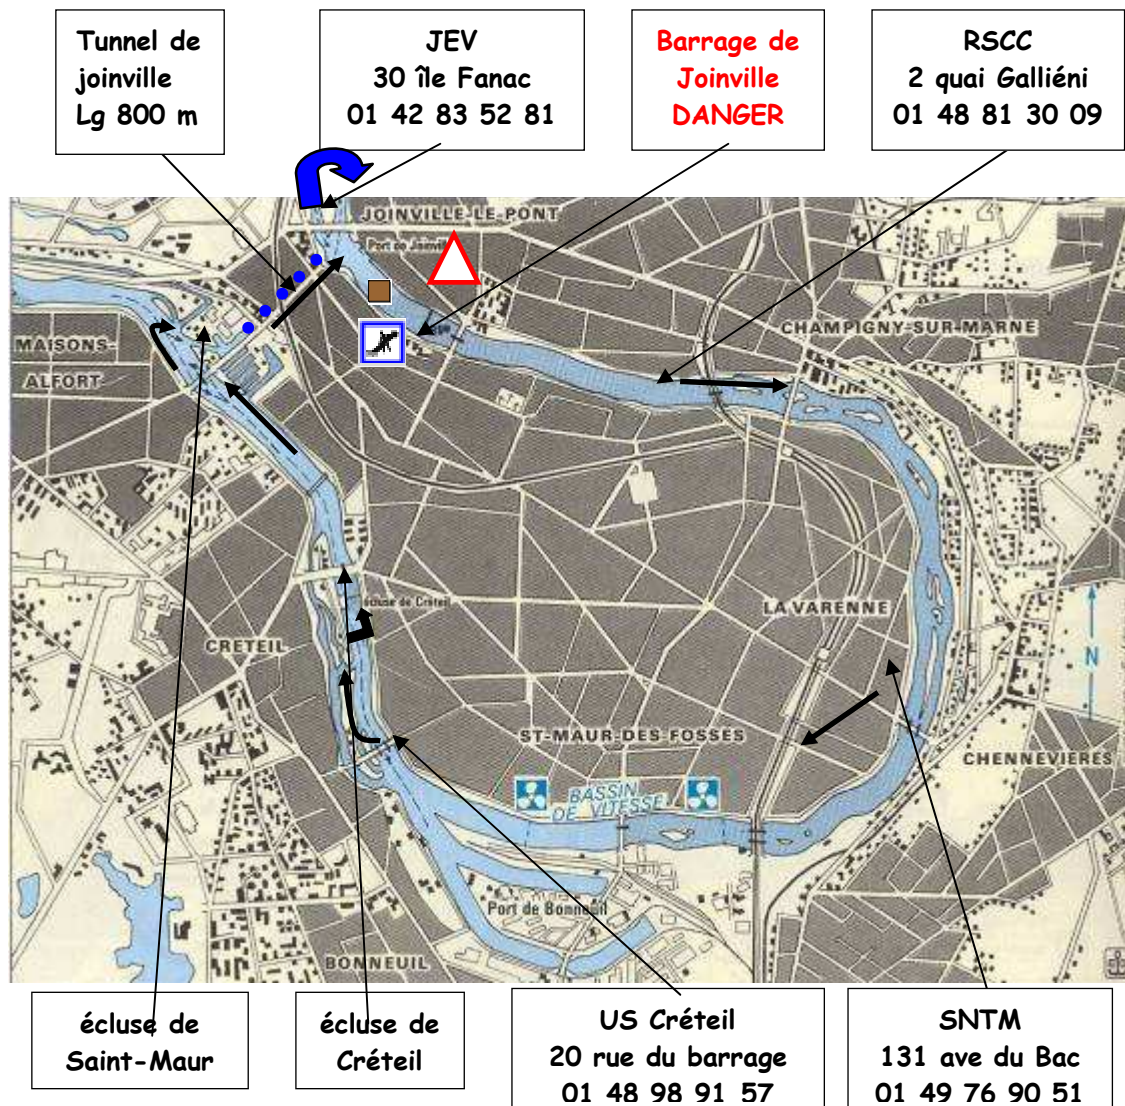 Tunnel de
joinville
Lg 800 m
JEV
30 île Fanac
01 42 83 52 81
Barrage de
Joinville
DANGER
RSCC
2 quai Galliéni
01 48 81 30 09
JOINVILLE-LE-PONT
Port de Joinville
CHAMPIGNY-SUR-MARNE
MAISONS-
ALFORT
écluse de Créteil
LA VARENNE
CRETEIL
N
ST-MAUR-DES-FOSSES
CHENNEVIERES
BASSIN
DE VITESSE
Port de Bonneuil
BONNEUIL
écluse de
Saint-Maur
écluse de
Créteil
US Créteil
20 rue du barrage
01 48 98 91 57
SNTM
131 ave du Bac
01 49 76 90 51